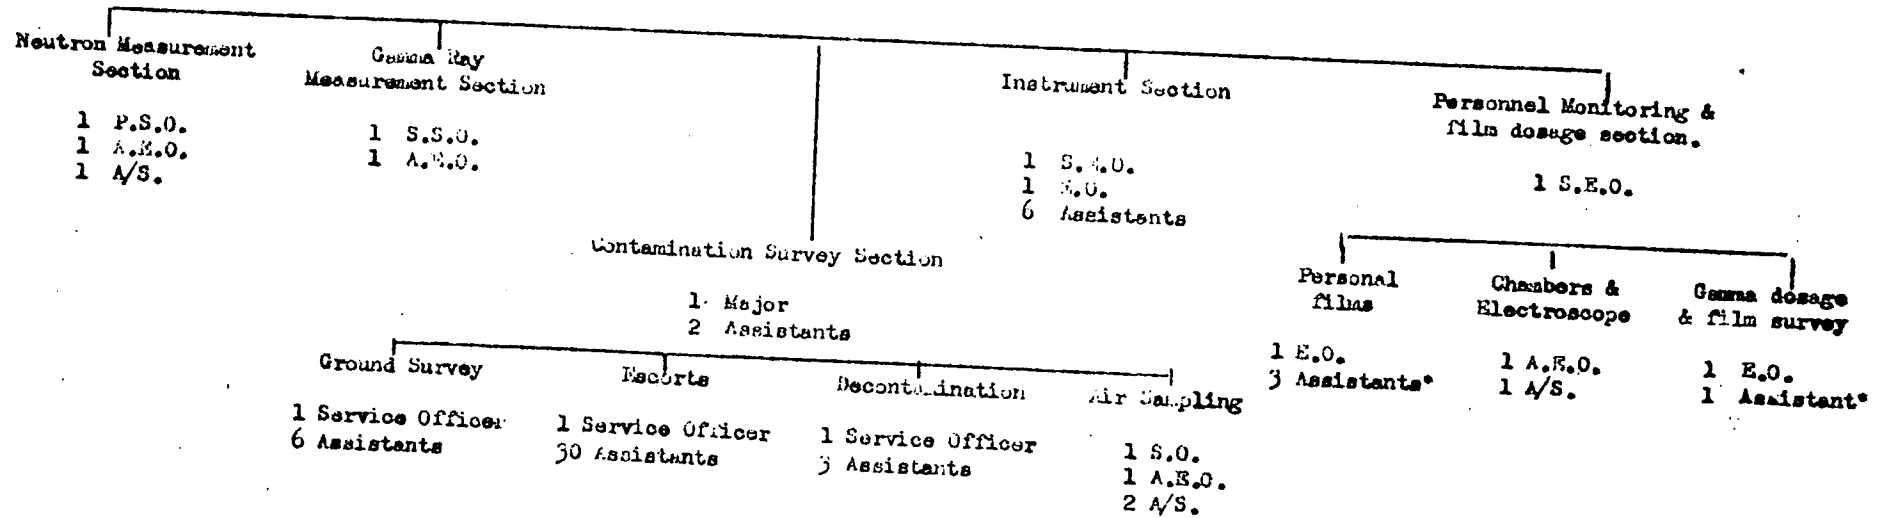 Neutron Measurement
Section
1 P.S.O.
1 A.E.O.
1 A/S.
Gamma Ray
Measurement Section
1 S.S.O.
1 A.E.O.
Instrument Section
1 S.E.O.
1 E.O.
6 Assistants
Personnel Monitoring &
film dosage section.
1 S.E.O.
Contamination Survey Section
1 Major
2 Assistants
Ground Survey
1 Service Officer
6 Assistants
Escorts
1 Service Officer
30 Assistants
Decontamination
1 Service Officer
3 Assistants
Air Sampling
1 S.O.
1 A.E.O.
2 A/S.
Personal
films
1 E.O.
3 Assistants*
Chambers &
Electroscope
1 A.E.O.
1 A/S.
Gamma dosage
& film survey
1 E.O.
1 Assistant*